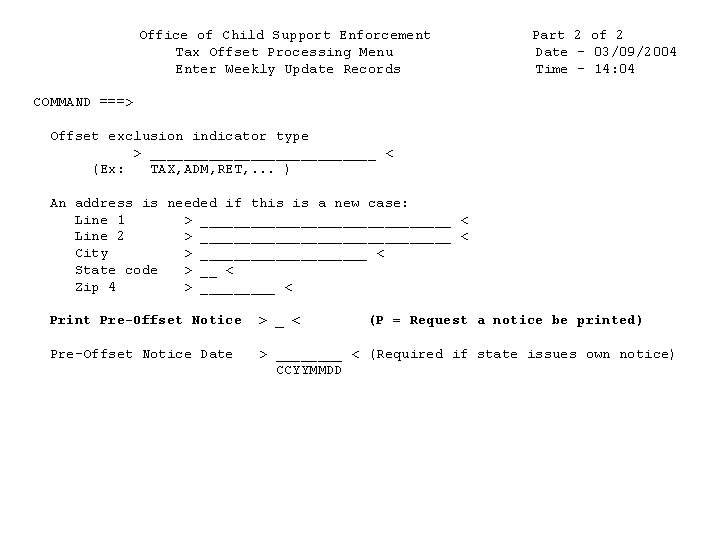 Office of Child Support Enforcement Part 2 of 2
Tax Offset Processing Menu Date - 03/09/2004
Enter Weekly Update Records Time - 14:04
COMMAND ===>
Offset exclusion indicator type
> ___________________________ <
(Ex: TAX,ADM,RET,... )
An address is needed if this is a new case:
Line 1 > ______________________________ <
Line 2 > ______________________________ <
City > ____________________ <
State code > __ <
Zip 4 > _________ <
Print Pre-Offset Notice > _ < (P = Request a notice be printed)
Pre-Offset Notice Date > ________ < (Required if state issues own notice)
CCYYMMDD